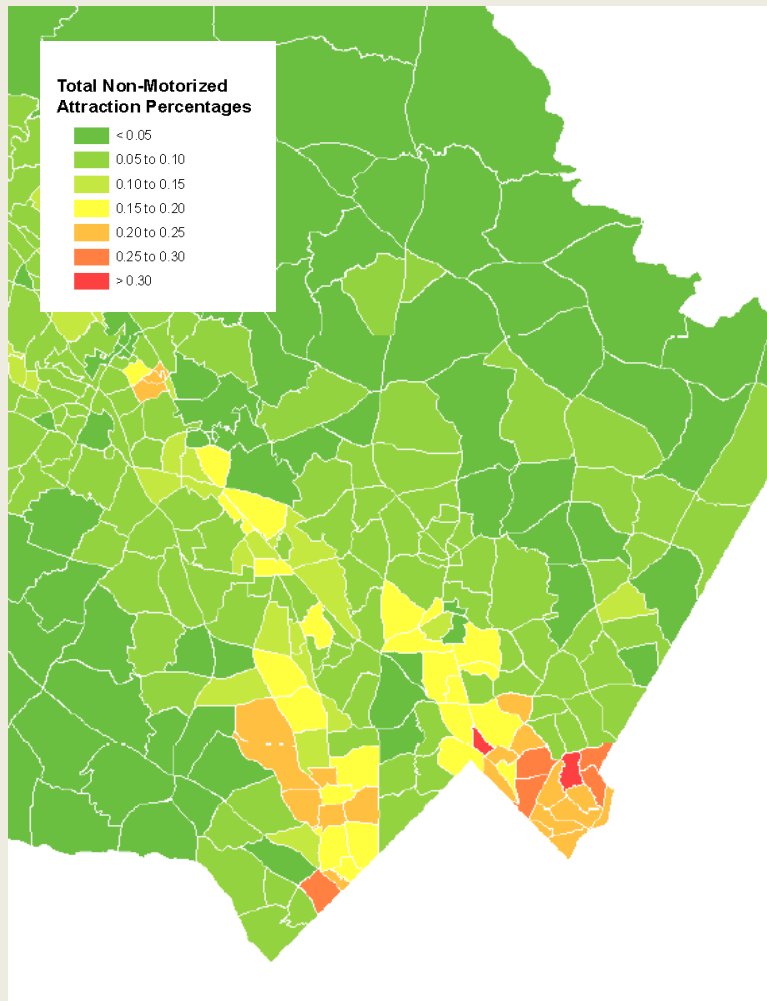 Total Non-Motorized
Attraction Percentages
< 0.05
0.05 to 0.10
0.10 to 0.15
0.15 to 0.20
0.20 to 0.25
0.25 to 0.30
> 0.30